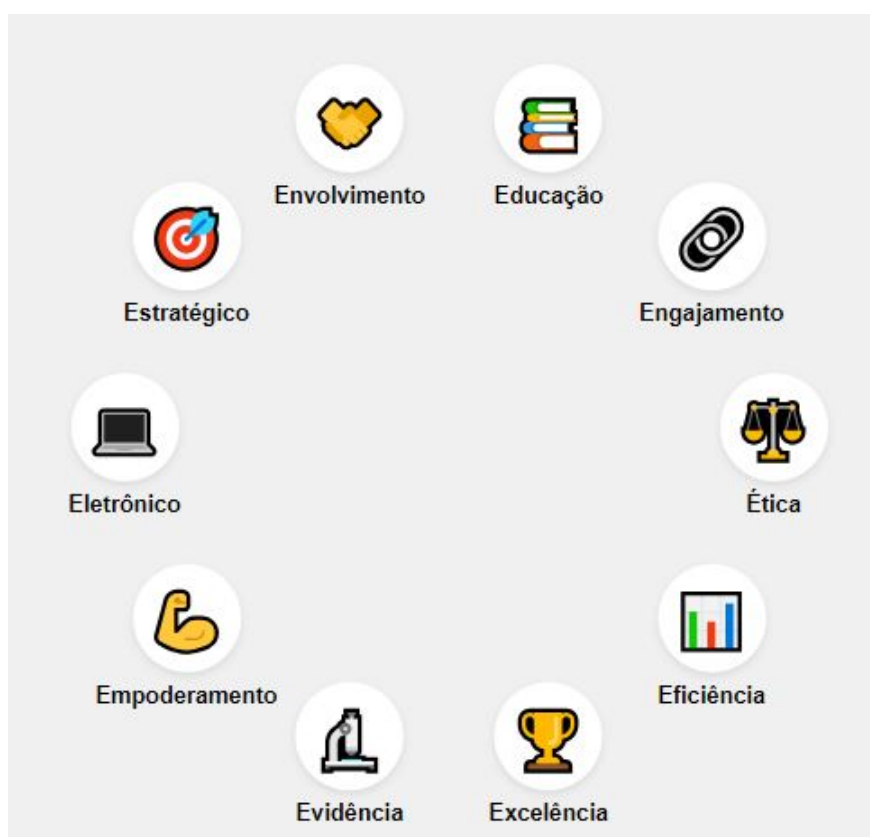 Envolvimento
Educação
Estratégico
Engajamento
Eletrônico
Ética
Empoderamento
Eficiência
Evidência
Excelência